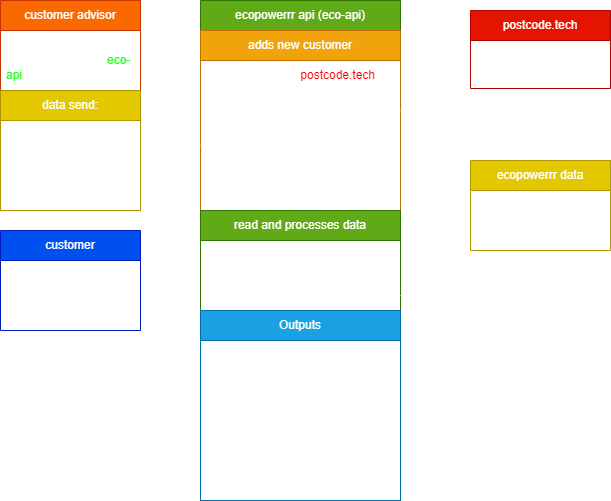 customer advisor
eco-
api
data send:
customer
ecopowerrr api (eco-api)
adds new customer
postcode.tech
read and processes data
Outputs
postcode.tech
ecopowerrr data